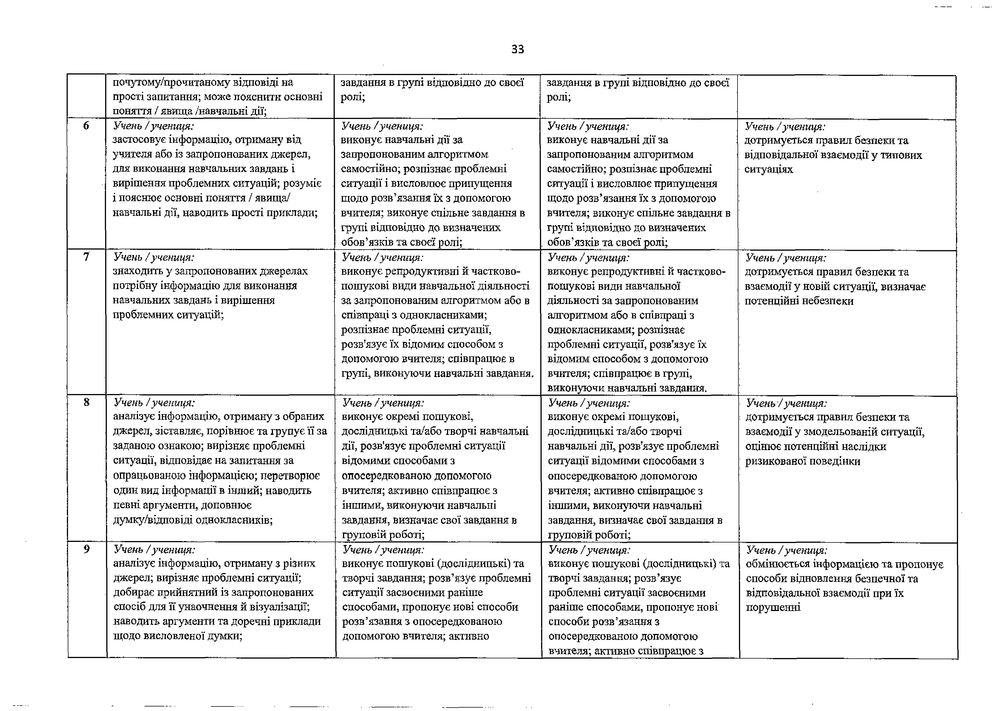 33
почутому/прочитаному відповіді на
прості запитання; може пояснити основні
поняття / явища /навчальні дії;
завдання в групі відповідно до своєї
ролі;
завдання в групі відповідно до своєї
ролі;
6
Учень / учениця:
застосовує інформацію, отриману від
учителя або із запропонованих джерел,
для виконання навчальних завдань і
вирішення проблемних ситуацій; розуміє
і пояснює основні поняття / явища/
навчальні дії, наводить прості приклади;
Учень / учениця:
виконує навчальні дії за
запропонованим алгоритмом
самостійно; розпізнає проблемні
ситуації і висловлює припущення
щодо розв’язання їх з допомогою
вчителя; виконує спільне завдання в
групі відповідно до визначених
обов’язків та своєї ролі;
Учень / учениця:
виконує навчальні дії за
запропонованим алгоритмом
самостійно; розпізнає проблемні
ситуації і висловлює припущення
щодо розв’язання їх з допомогою
вчителя; виконує спільне завдання в
групі відповідно до визначених
обов’язків та своєї ролі;
Учень / учениця:
дотримується правил безпеки та
відповідальної взаємодії у типових
ситуаціях
7
Учень / учениця:
знаходить у запропонованих джерелах
потрібну інформацію для виконання
навчальних завдань і вирішення
проблемних ситуацій;
Учень / учениця:
виконує репродуктивні й частково-
пошукові види навчальної діяльності
за запропонованим алгоритмом або в
співпраці з однокласниками;
розпізнає проблемні ситуації,
розв'язує їх відомим способом з
допомогою вчителя; співпрацює в
групі, виконуючи навчальні завдання.
Учень / учениця:
виконує репродуктивні й частково-
пошукові види навчальної
діяльності за запропонованим
алгоритмом або в співпраці з
однокласниками; розпізнає
проблемні ситуації, розв'язує їх
відомим способом з допомогою
вчителя; співпрацює в групі,
виконуючи навчальні завдання.
Учень / учениця:
дотримується правил безпеки та
взаємодії у новій ситуації, визначає
потенційні небезпеки
8
Учень / учениця:
аналізує інформацію, отриману з обраних
джерел, зіставляє, порівнює та групує її за
заданою ознакою; вирізняє проблемні
ситуації, відповідає на запитання за
опрацьованою інформацією; перетворює
один вид інформації в інший; наводить
певні аргументи, доповнює
думку/відповіді однокласників;
Учень / учениця:
виконує окремі пошукові,
дослідницькі та/або творчі навчальні
дії, розв'язує проблемні ситуації
відомими способами з
опосередкованою допомогою
вчителя; активно співпрацює з
іншими, виконуючи навчальні
завдання, визначає свої завдання в
груповій роботі;
Учень / учениця:
виконує окремі пошукові,
дослідницькі та/або творчі
навчальні дії, розв'язує проблемні
ситуації відомими способами з
опосередкованою допомогою
вчителя; активно співпрацює з
іншими, виконуючи навчальні
завдання, визначає свої завдання в
груповій роботі;
Учень / учениця:
дотримується правил безпеки та
взаємодії у змодельованій ситуації,
оцінює потенційні наслідки
ризикованої поведінки
9
Учень / учениця:
аналізує інформацію, отриману з різних
джерел; вирізняє проблемні ситуації;
добирає прийнятний із запропонованих
спосіб для її унаочнення й візуалізації;
наводить аргументи та доречні приклади
щодо висловленої думки;
Учень / учениця:
виконує пошукові (дослідницькі) та
творчі завдання; розв’язує проблемні
ситуації засвоєними раніше
способами, пропонує нові способи
розв’язання з опосередкованою
допомогою вчителя; активно
Учень / учениця:
виконує пошукові (дослідницькі) та
творчі завдання; розв’язує
проблемні ситуації засвоєними
раніше способами, пропонує нові
способи розв’язання з
опосередкованою допомогою
вчителя; активно співпрацює з
Учень / учениця:
обмінюється інформацією та пропонує
способи відновлення безпечної та
відповідальної взаємодії при їх
порушенні